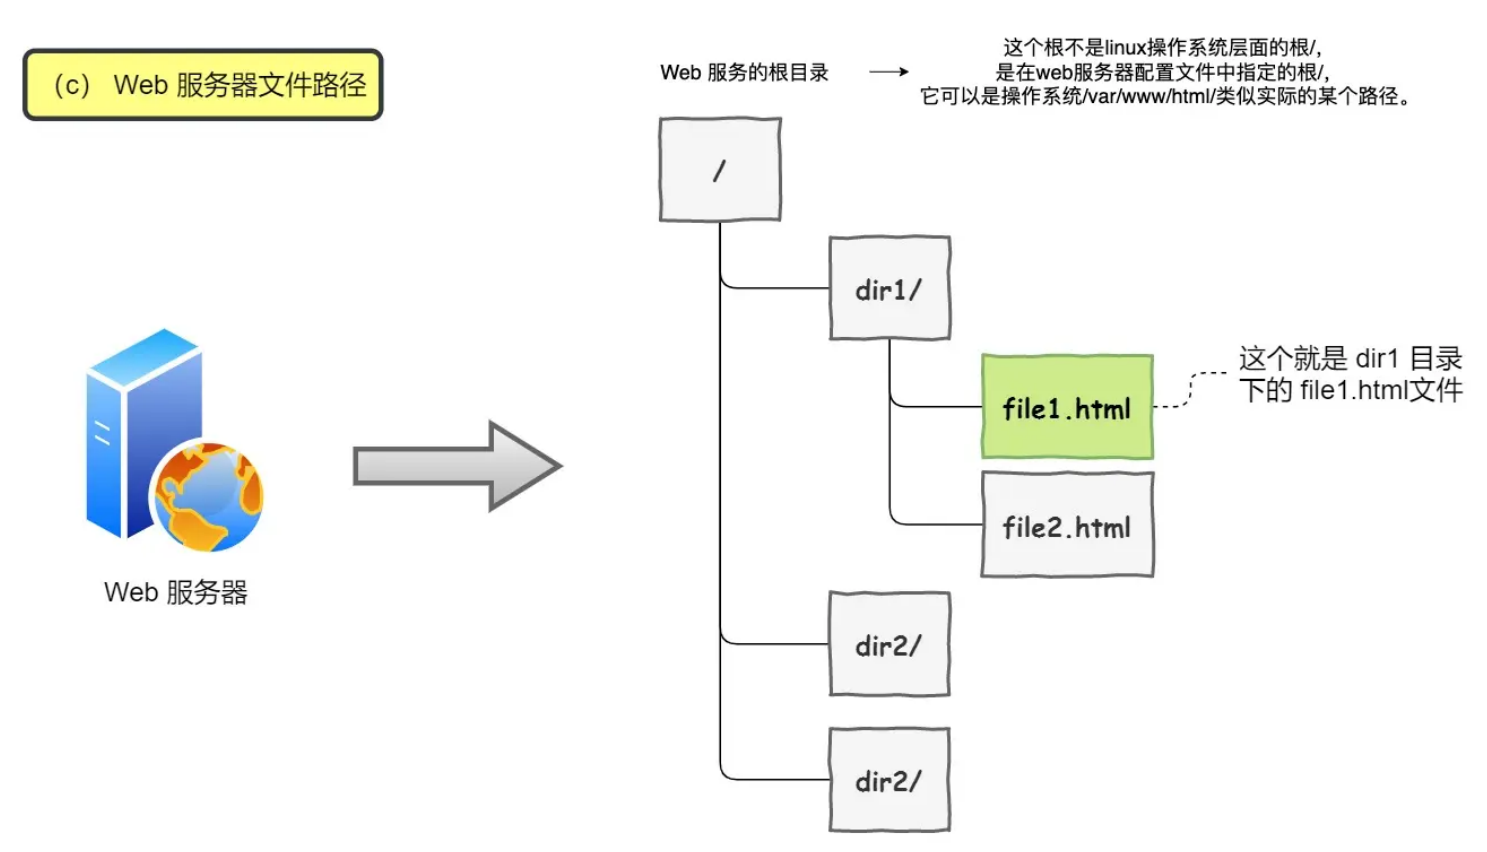 （c） Web 服务器文件路径
Web 服务的根目录
这个根不是linux操作系统层面的根/，
是在web服务器配置文件中指定的根/，
它可以是操作系统/var/www/html/类似实际的某个路径。
/
dir1/
file1.html
这个就是 dir1 目录
下的 file1.html文件
file2.html
Web 服务器
dir2/
dir2/